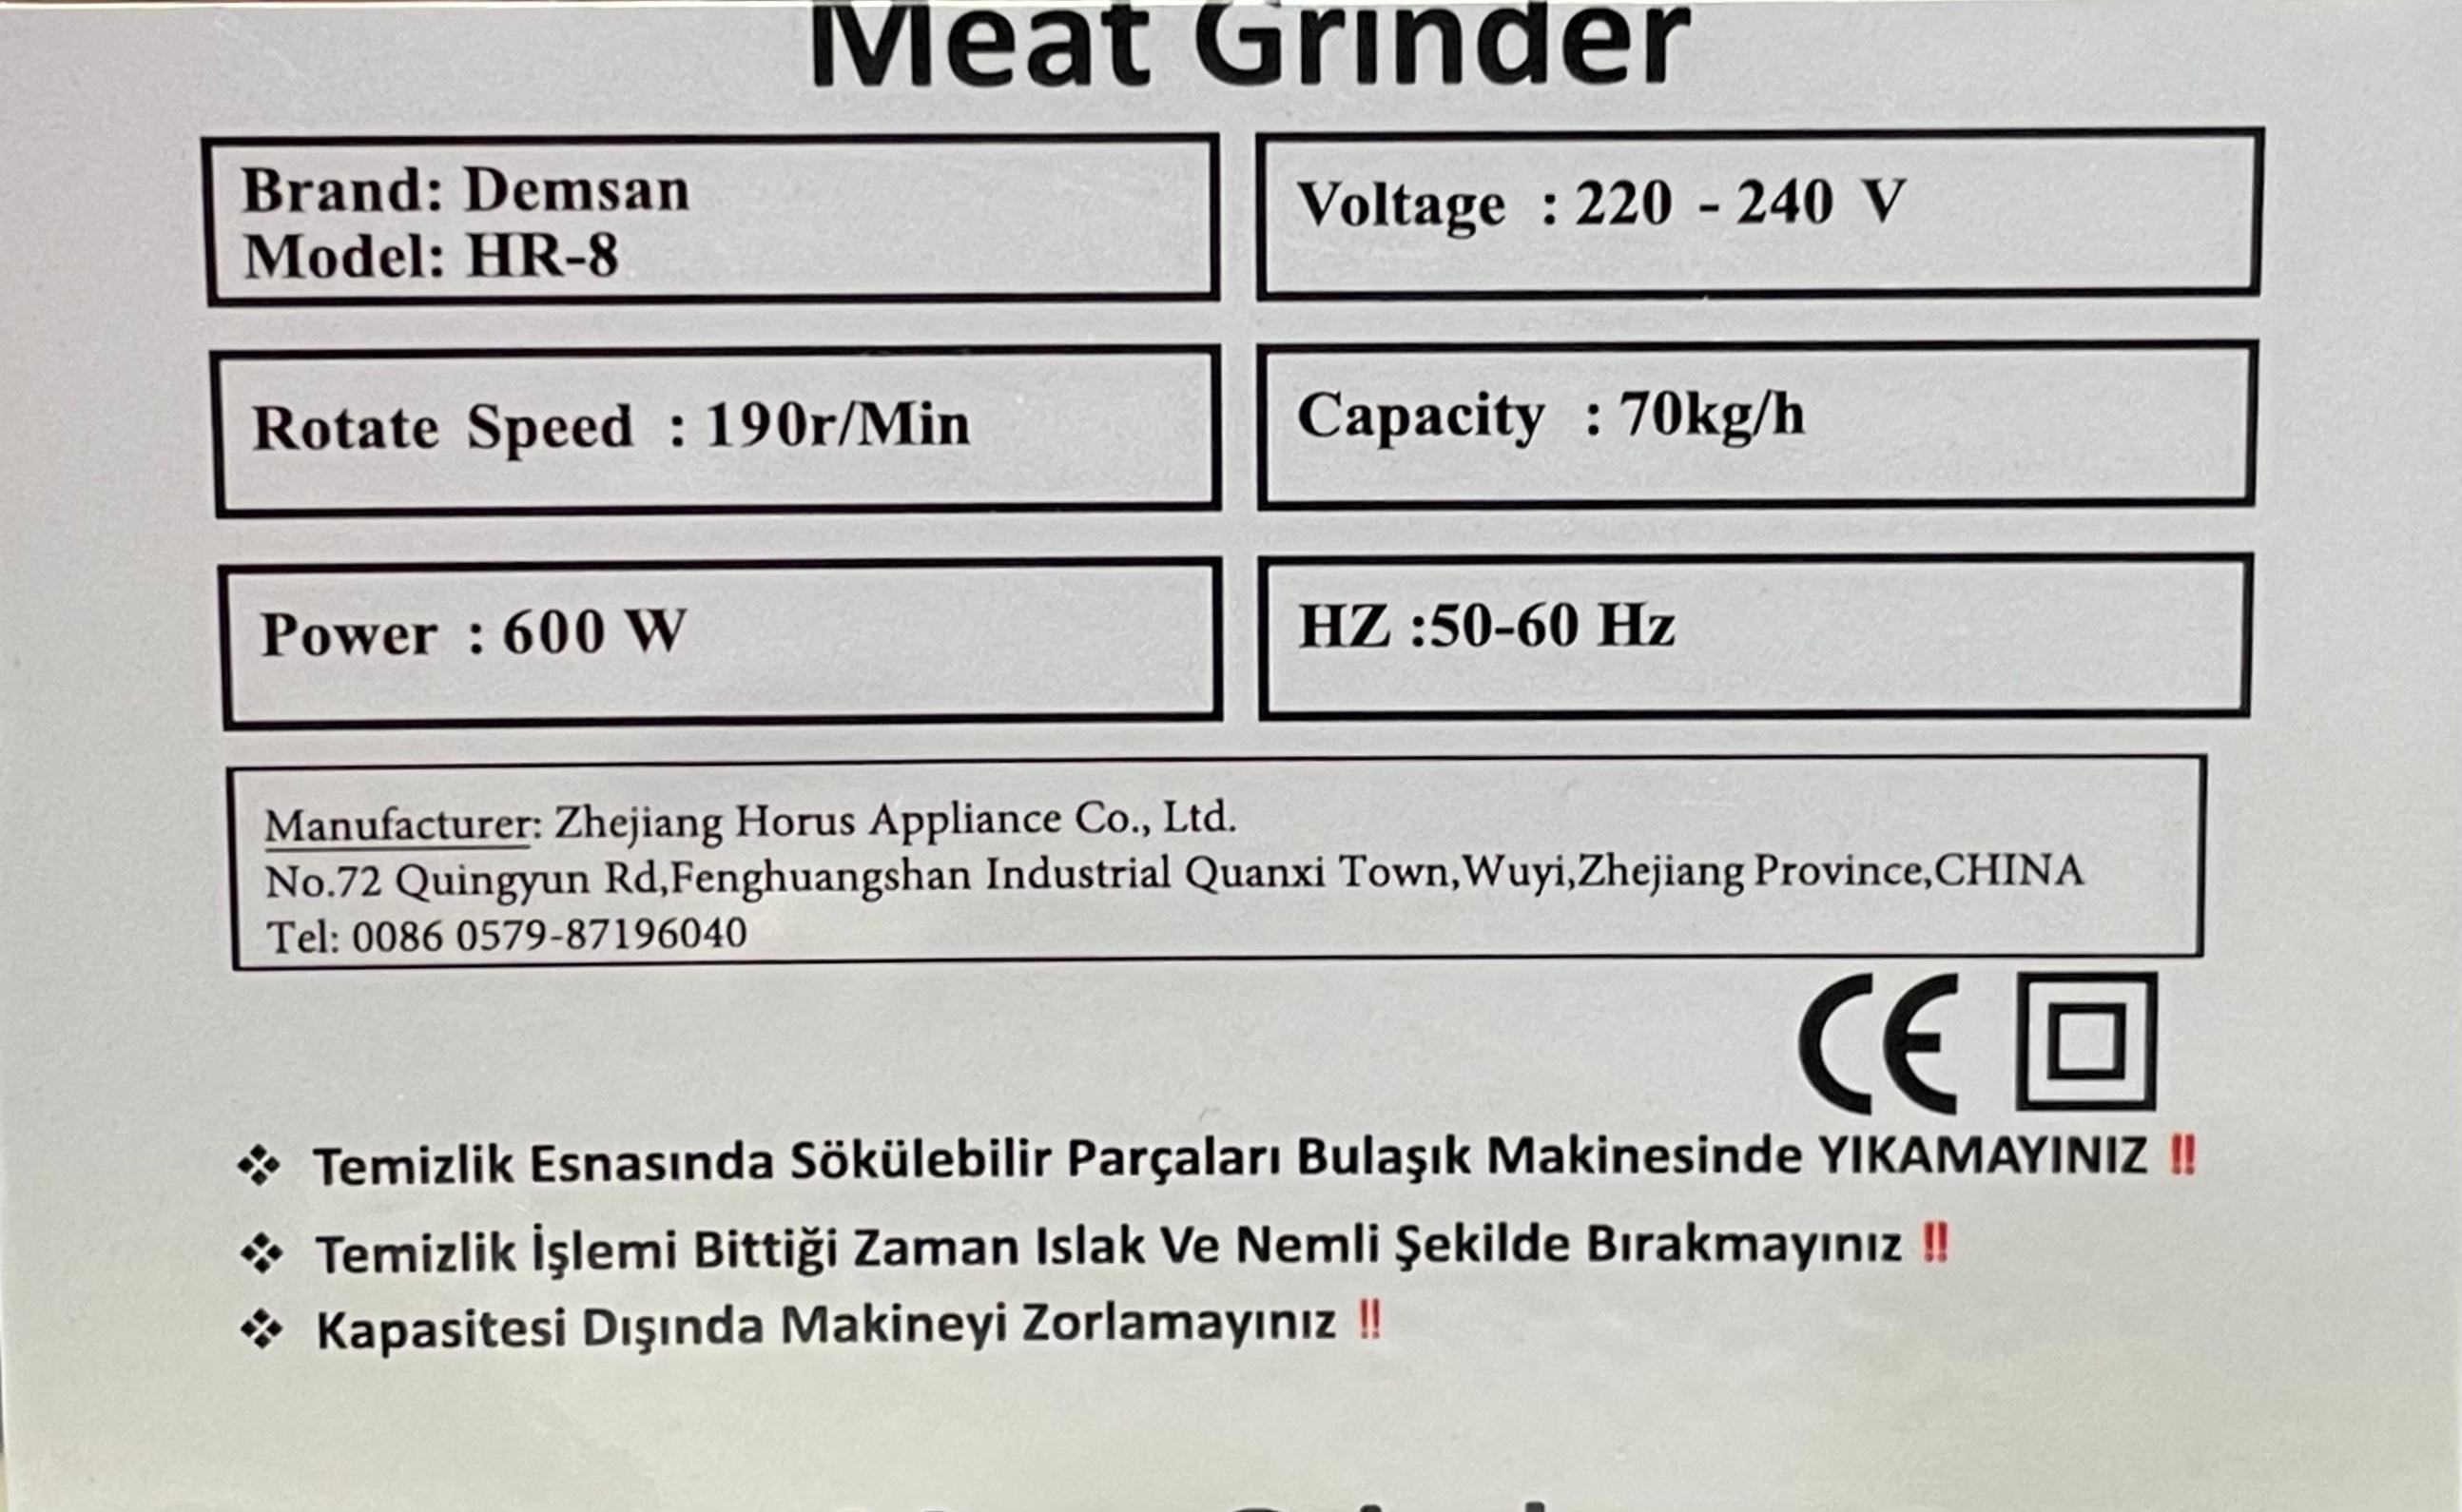 Meat Grinder
Brand: Demsan
Model: HR-8
Voltage : 220 - 240 V
Rotate Speed : 190r/Min
Capacity : 70kg/h
Power : 600 W
HZ :50-60 Hz
Manufacturer: Zhejiang Horus Appliance Co., Ltd.
No.72 Quingyun Rd,Fenghuangshan Industrial Quanxi Town,Wuyi,Zhejiang Province,CHINA
Tel: 0086 0579-87196040
CE
❖ Temizlik Esnasında Sökülebilir Parçaları Bulaşık Makinesinde YIKAMAYINIZ !!
❖ Temizlik İşlemi Bittiği Zaman Islak Ve Nemli Şekilde Bırakmayınız !!
❖ Kapasitesi Dışında Makineyi Zorlamayınız !!